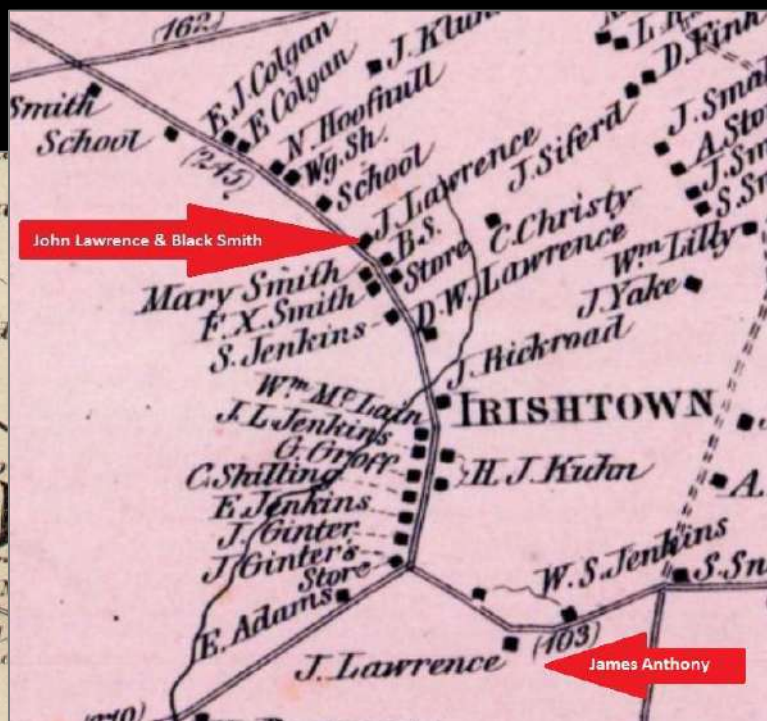 (162)
E. J. Colgan
E. Colgan
D. Fink
Smith
School
(245)
N. Hoofnull
Wg. Sh.
School
J. Siferd
John Lawrence & Black Smith
J. Lawrence
B. S.
Store
C. Christy
Mary Smith
F. X. Smith
S. Jenkins
D. W. Lawrence
Wm Lilly
J. Yake
J. Rickroad
Wm McLain
IRISHTOWN
J. L. Jenkins
G. Groff
C. Shilling
H. J. Kuhn
E. Jenkins
J. Ginter
J. Ginter's
Store
W. S. Jenkins
E. Adams
(103)
J. Lawrence
James Anthony